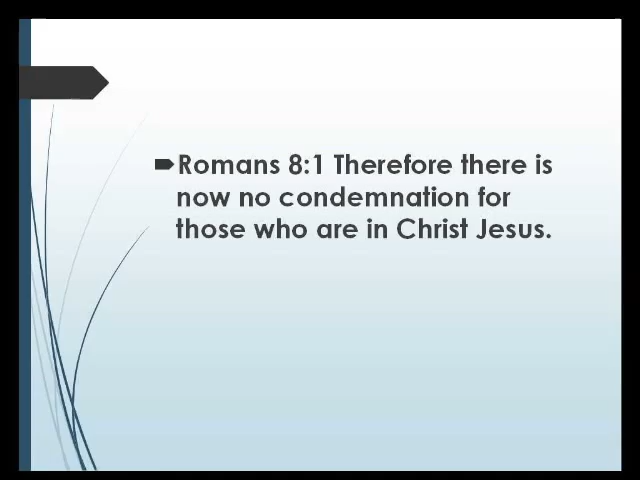 Romans 8:1 Therefore there is
now no condemnation for
those who are in Christ Jesus.